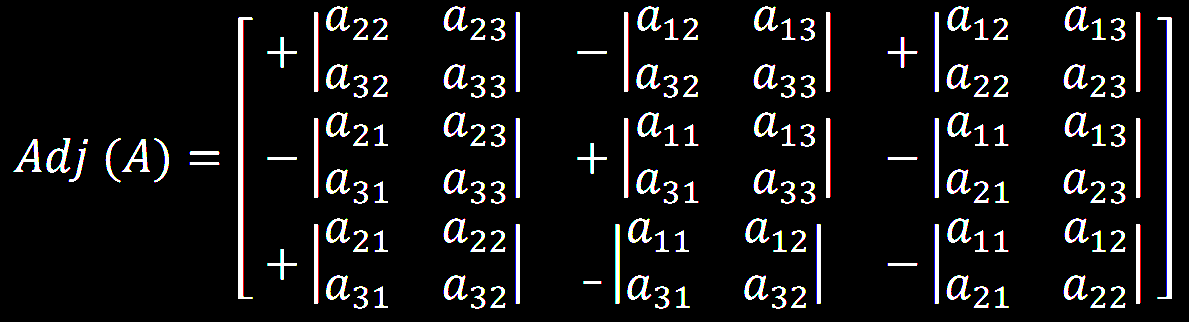 Adj (A) = [ + |a₂₂ a₂₃| − |a₁₂ a₁₃| + |a₁₂ a₁₃|
|a₃₂ a₃₃| |a₃₂ a₃₃| |a₂₂ a₂₃|
− |a₂₁ a₂₃| + |a₁₁ a₁₃| − |a₁₁ a₁₃|
|a₃₁ a₃₃| |a₃₁ a₃₃| |a₂₁ a₂₃|
+ |a₂₁ a₂₂| - |a₁₁ a₁₂| − |a₁₁ a₁₂|
|a₃₁ a₃₂| |a₃₁ a₃₂| |a₂₁ a₂₂| ]